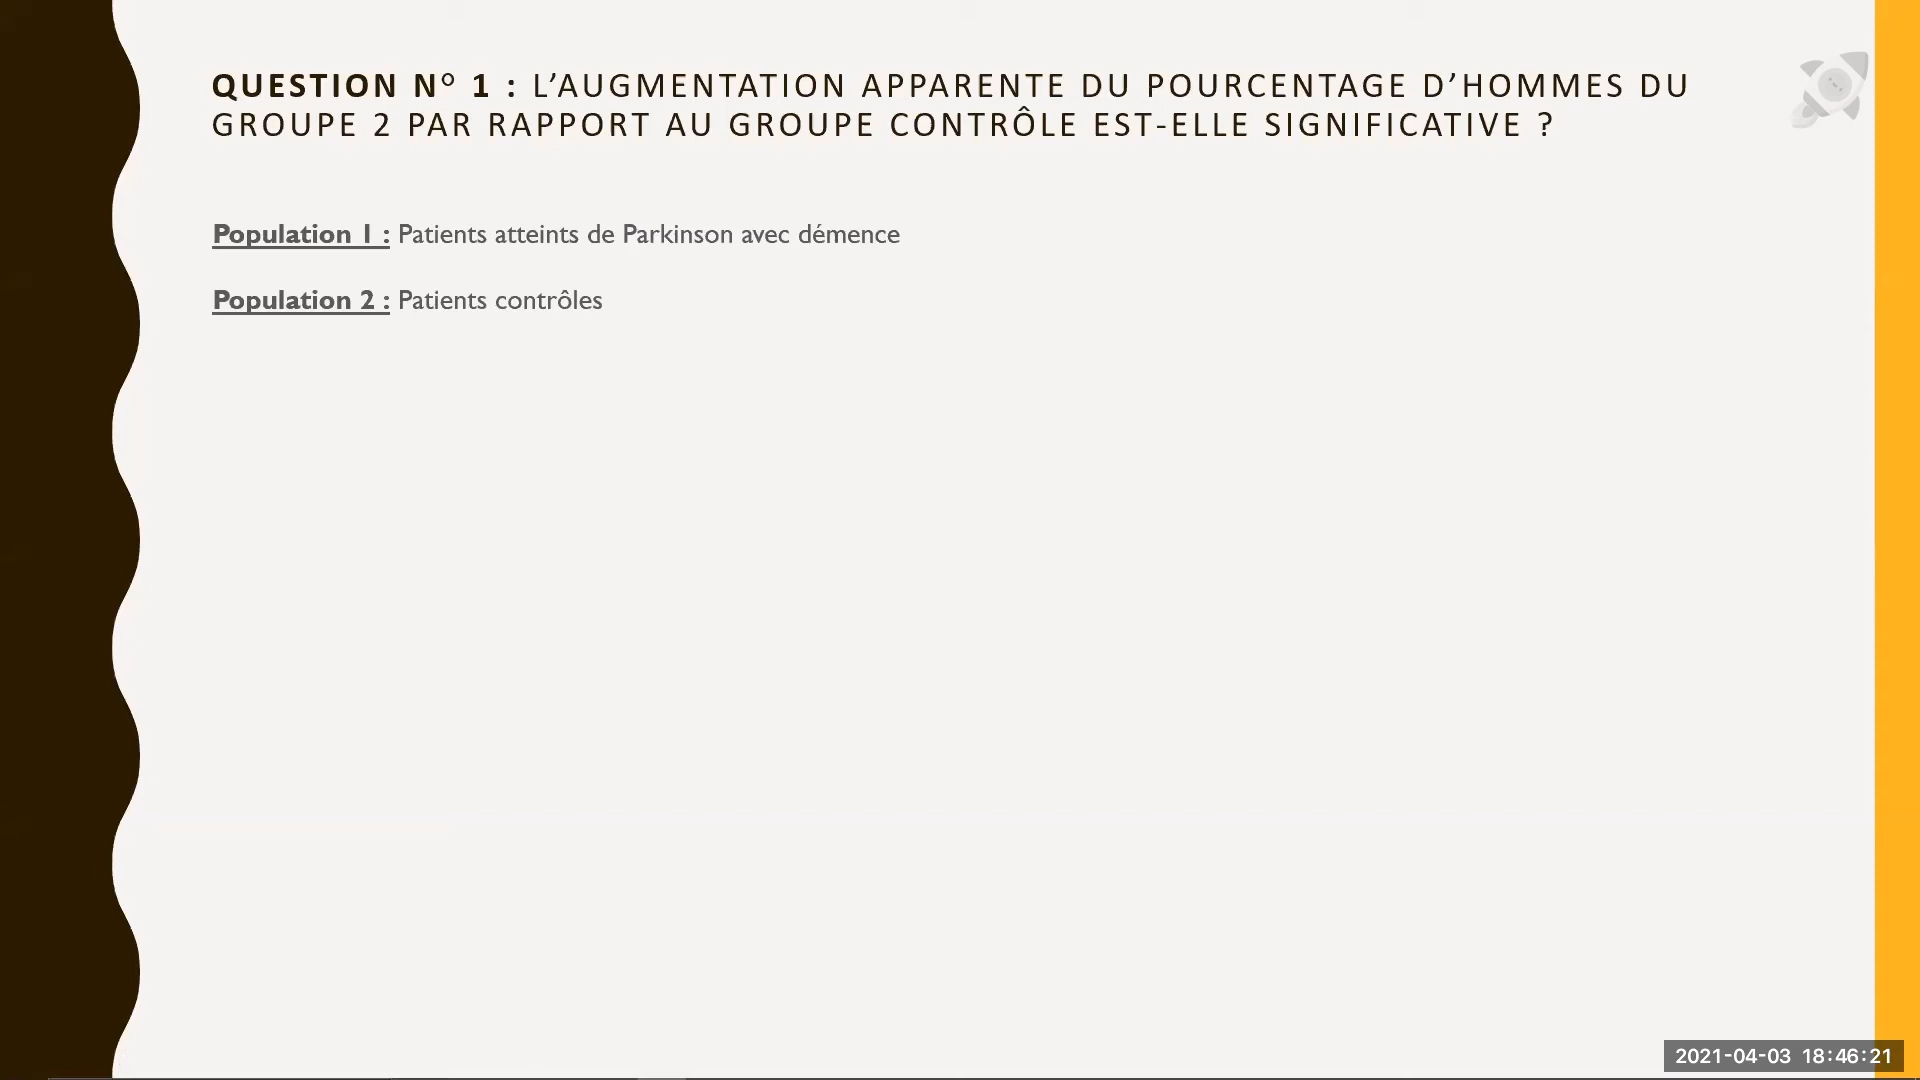 QUESTION N° 1 : L’AUGMENTATION APPARENTE DU POURCENTAGE D’HOMMES DU
GROUPE 2 PAR RAPPORT AU GROUPE CONTRÔLE EST-ELLE SIGNIFICATIVE ?
Population 1 : Patients atteints de Parkinson avec démence
Population 2 : Patients contrôles
2021-04-03 18:46:21